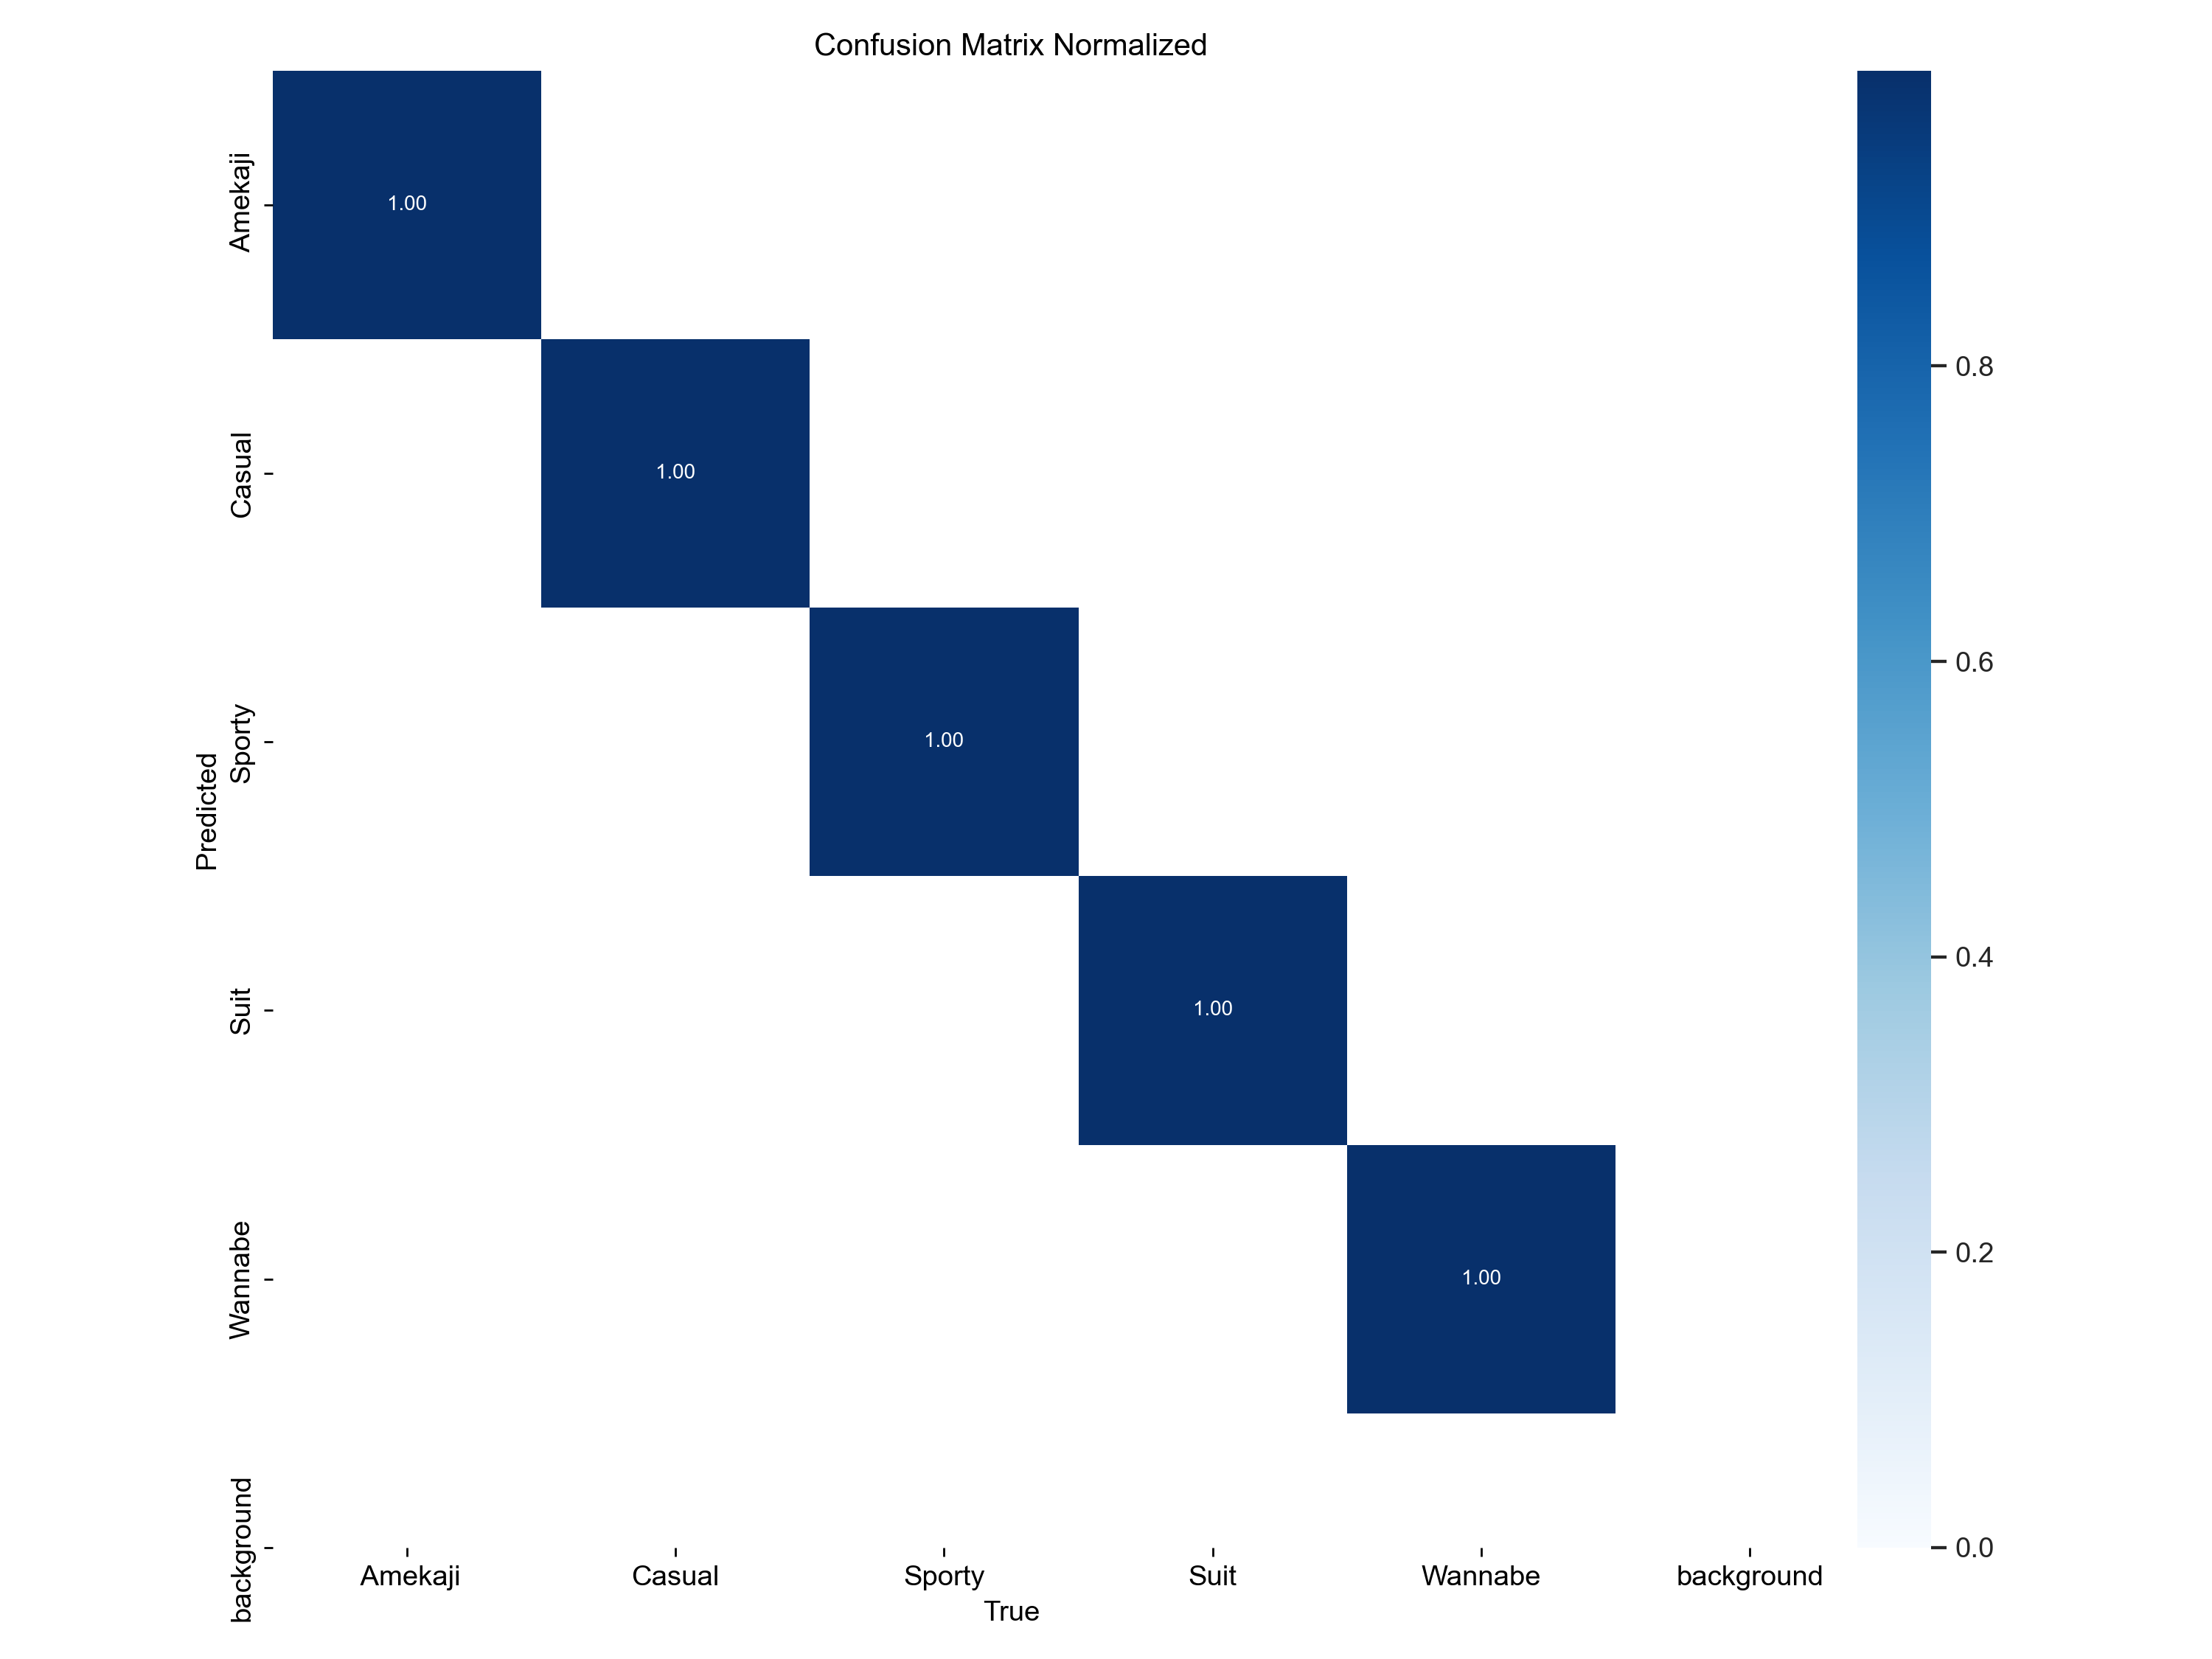 Confusion Matrix Normalized
Predicted
Amekaji
1.00
Casual
1.00
Sporty
1.00
Suit
1.00
Wannabe
1.00
background
Amekaji Casual Sporty Suit Wannabe background
True
0.8
0.6
0.4
0.2
0.0